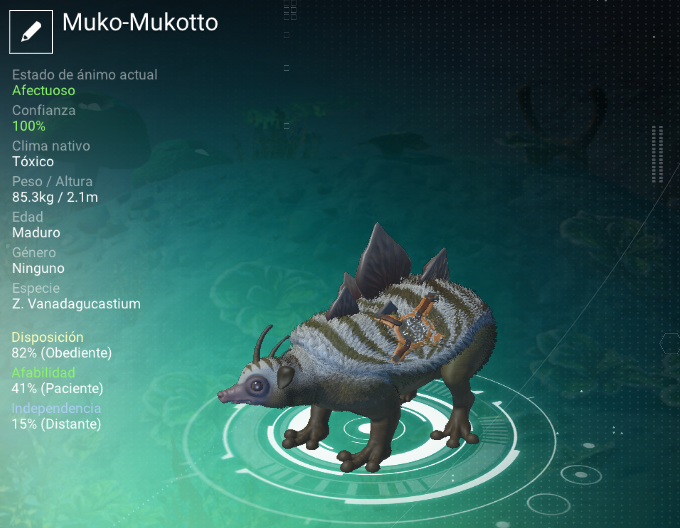 Muko-Mukotto
Estado de ánimo actual
Afectuoso
Confianza
100%
Clima nativo
Tóxico
Peso / Altura
85.3kg / 2.1m
Edad
Maduro
Género
Ninguno
Especie
Z. Vanadagucastium
Disposición
82% (Obediente)
Afabilidad
41% (Paciente)
Independencia
15% (Distante)